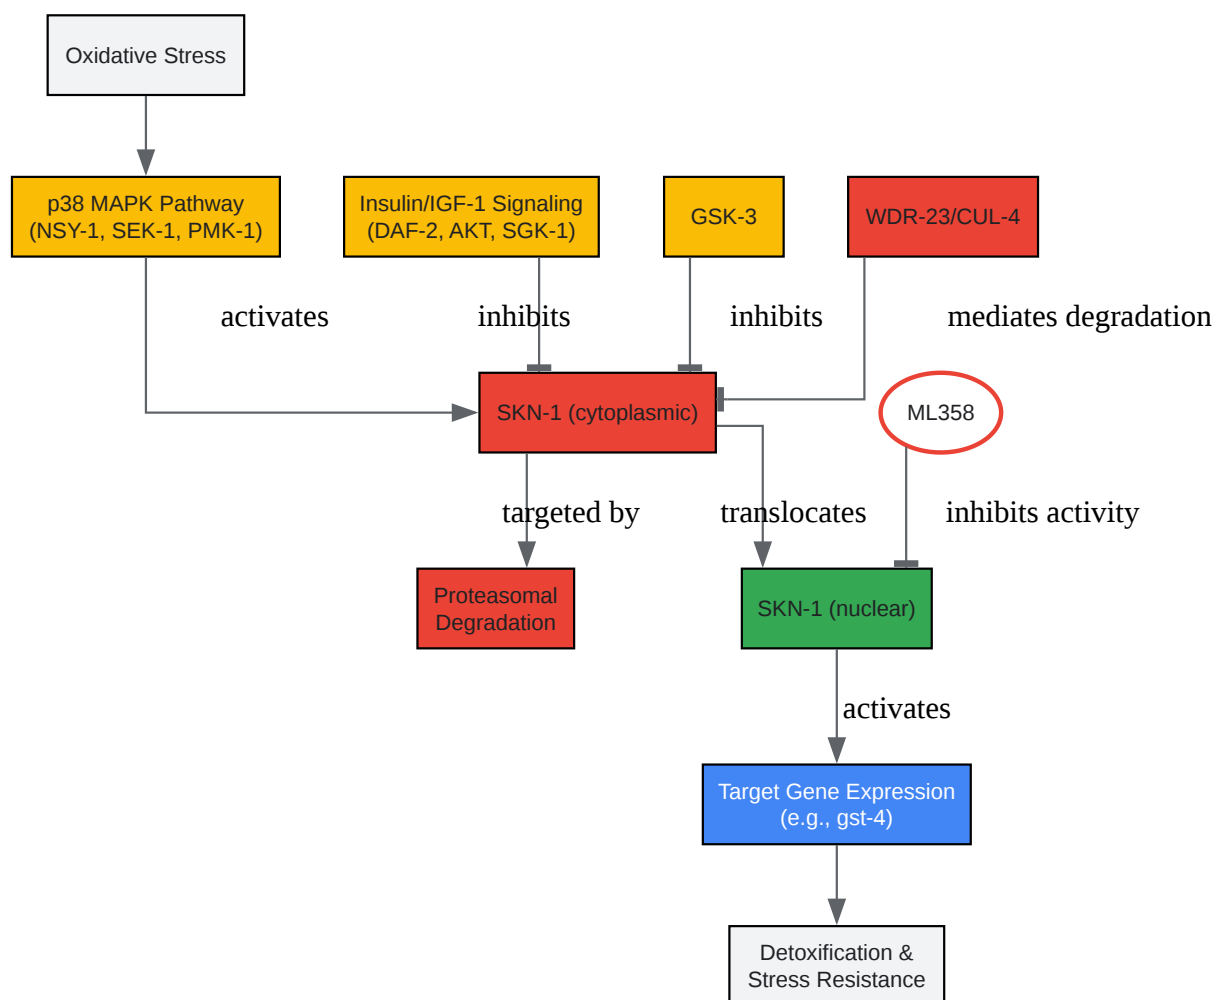 Oxidative Stress
p38 MAPK Pathway
(NSY-1, SEK-1, PMK-1)
Insulin/IGF-1 Signaling
(DAF-2, AKT, SGK-1)
GSK-3
WDR-23/CUL-4
activates
inhibits
inhibits
mediates degradation
SKN-1 (cytoplasmic)
ML358
targeted by
translocates
inhibits activity
Proteasomal
Degradation
SKN-1 (nuclear)
activates
Target Gene Expression
(e.g., gst-4)
Detoxification &
Stress Resistance